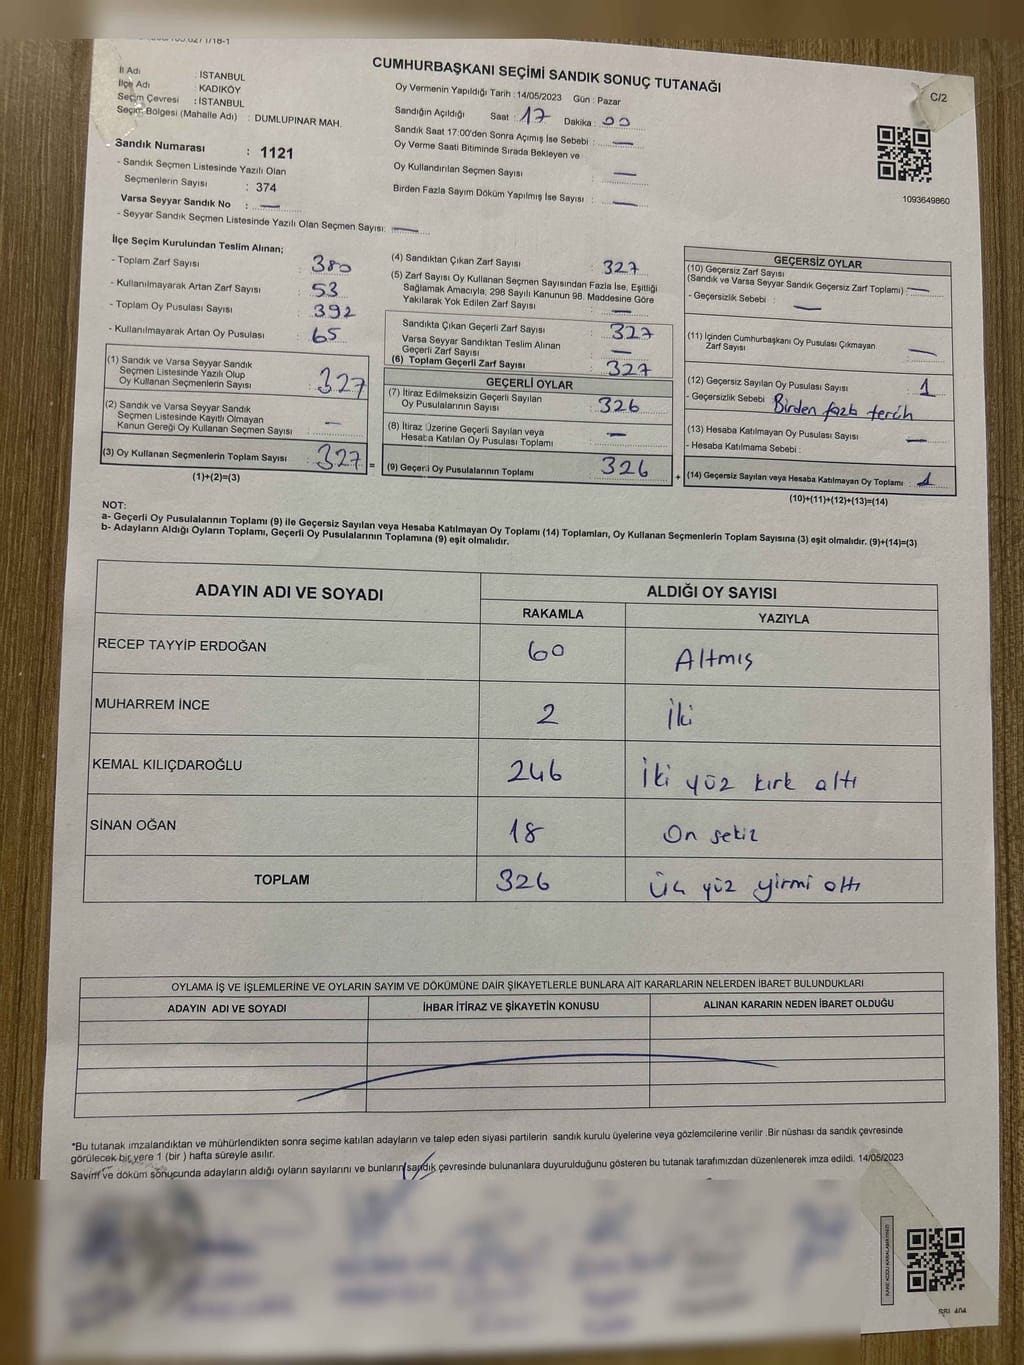 CUMHURBAŞKANI SEÇİMİ SANDIK SONUÇ TUTANAĞI
C/2
İl Adı : İSTANBUL
İlçe Adı : KADIKÖY
Seçim Çevresi : İSTANBUL
Seçim Bölgesi (Mahalle Adı) : DUMLUPINAR MAH.
Sandık Numarası : 1121
- Sandık Seçmen Listesinde Yazılı Olan
Seçmenlerin Sayısı : 374
Varsa Seyyar Sandık No : —
- Seyyar Sandık Seçmen Listesinde Yazılı Olan Seçmen Sayısı: —
Oy Vermenin Yapıldığı Tarih : 14/05/2023 Gün : Pazar
Sandığın Açıldığı Saat : 17 Dakika : 00
Sandık Saat 17:00'den Sonra Açımış İse Sebebi : —
Oy Verme Saati Bitiminde Sırada Bekleyen ve
Oy Kullandırılan Seçmen Sayısı : —
Birden Fazla Sayım Döküm Yapılmış İse Sayısı : —
1093649860
İlçe Seçim Kurulundan Teslim Alınan;
- Toplam Zarf Sayısı : 380
- Kullanılmayarak Artan Zarf Sayısı : 53
- Toplam Oy Pusulası Sayısı : 392
- Kullanılmayarak Artan Oy Pusulası : 65
(1) Sandık ve Varsa Seyyar Sandık
Seçmen Listesinde Yazılı Olup
Oy Kullanan Seçmenlerin Sayısı : 327
(2) Sandık ve Varsa Seyyar Sandık
Seçmen Listesinde Kayıtlı Olmayan
Kanun Gereği Oy Kullanan Seçmen Sayısı : —
(3) Oy Kullanan Seçmenlerin Toplam Sayısı : 327 =
(1)+(2)=(3)
(4) Sandıktan Çıkan Zarf Sayısı : 327
(5) Zarf Sayısı Oy Kullanan Seçmen Sayısından Fazla İse, Eşitliği
Sağlamak Amacıyla, 298 Sayılı Kanunun 98. Maddesine Göre
Yakılarak Yok Edilen Zarf Sayısı : —
Sandıkta Çıkan Geçerli Zarf Sayısı : 327
Varsa Seyyar Sandıktan Teslim Alınan
Geçerli Zarf Sayısı : —
(6) Toplam Geçerli Zarf Sayısı : 327
GEÇERLİ OYLAR
(7) İtiraz Edilmeksizin Geçerli Sayılan
Oy Pusulalarının Sayısı : 326
(8) İtiraz Üzerine Geçerli Sayılan veya
Hesaba Katılan Oy Pusulası Toplamı : —
(9) Geçerli Oy Pusulalarının Toplamı : 326 +
GEÇERSİZ OYLAR
(10) Geçersiz Zarf Sayısı
(Sandık ve Varsa Seyyar Sandık Geçersiz Zarf Toplamı) : —
- Geçersizlik Sebebi : —
(11) İçinden Cumhurbaşkanı Oy Pusulası Çıkmayan
Zarf Sayısı : —
(12) Geçersiz Sayılan Oy Pusulası Sayısı : 1
- Geçersizlik Sebebi Birden fazla tercih
(13) Hesaba Katılmayan Oy Pusulası Sayısı : —
- Hesaba Katılmama Sebebi :
(14) Geçersiz Sayılan veya Hesaba Katılmayan Oy Toplamı : 1
(10)+(11)+(12)+(13)=(14)
NOT:
a- Geçerli Oy Pusulalarının Toplamı (9) ile Geçersiz Sayılan veya Hesaba Katılmayan Oy Toplamı (14) Toplamları, Oy Kullanan Seçmenlerin Toplam Sayısına (3) eşit olmalıdır. (9)+(14)=(3)
b- Adayların Aldığı Oyların Toplamı, Geçerli Oy Pusulalarının Toplamına (9) eşit olmalıdır.
ADAYIN ADI VE SOYADI ALDIĞI OY SAYISI
RAKAMLA YAZIYLA
RECEP TAYYİP ERDOĞAN 60 Altmış
MUHARREM İNCE 2 İki
KEMAL KILIÇDAROĞLU 246 İki yüz kırk altı
SİNAN OĞAN 18 On sekiz
TOPLAM 326 Üç yüz yirmi altı
OYLAMA İŞ VE İŞLEMLERİNE VE OYLARIN SAYIM VE DÖKÜMÜNE DAİR ŞİKAYETLERLE BUNLARA AİT KARARLARIN NELERDEN İBARET BULUNDUKLARI
ADAYIN ADI VE SOYADI İHBAR İTİRAZ VE ŞİKAYETİN KONUSU ALINAN KARARIN NEDEN İBARET OLDUĞU
*Bu tutanak imzalandıktan ve mühürlendikten sonra seçime katılan adayların ve talep eden siyasi partilerin sandık kurulu üyelerine veya gözlemcilerine verilir .Bir nüshası da sandık çevresinde
görülecek bir yere 1 (bir ) hafta süreyle asılır.
Sayım ve döküm sonucunda adayların aldığı oyların sayılarını ve bunların sandık çevresinde bulunanlara duyurulduğunu gösteren bu tutanak tarafımızdan düzenlenerek imza edildi. 14/05/2023